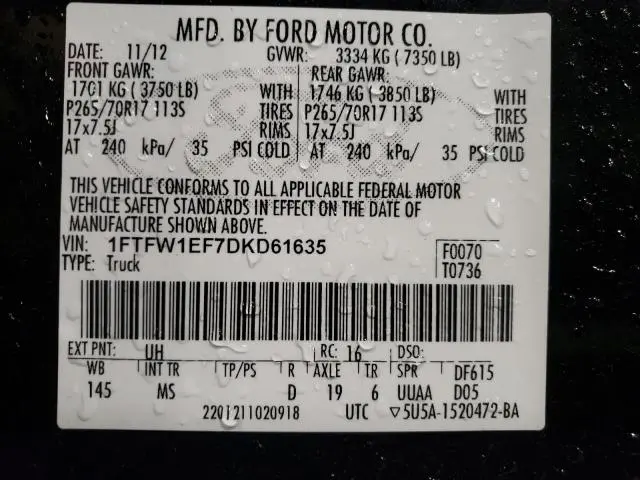 MFD. BY FORD MOTOR CO.
DATE: 11/12 GVWR: 3334 KG ( 7350 LB)
FRONT GAWR: REAR GAWR:
1701 KG ( 3750 LB) WITH 1746 KG ( 3850 LB) WITH
P265/70R17 113S TIRES P265/70R17 113S TIRES
17x7.5J RIMS 17x7.5J RIMS
AT 240 kPa/ 35 PSI COLD AT 240 kPa/ 35 PSI COLD
THIS VEHICLE CONFORMS TO ALL APPLICABLE FEDERAL MOTOR
VEHICLE SAFETY STANDARDS IN EFFECT ON THE DATE OF
MANUFACTURE SHOWN ABOVE.
VIN: 1FTFW1EF7DKD61635 F0070
TYPE: Truck T0736
EXT PNT: UH RC: 16 DSO:
WB INT TR TP/PS R AXLE TR SPR DF615
145 MS D 19 6 UUAA D05
2201211020918 UTC ▽5U5A-1520472-BA